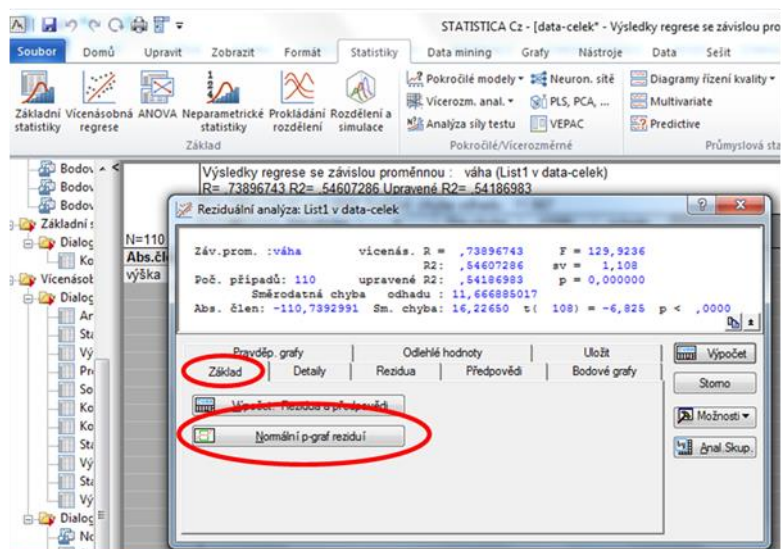 STATISTICA Cz - [data-celek* - Výsledky regrese se závislou pro
Soubor Domů Upravit Zobrazit Formát Statistiky Data mining Grafy Nástroje Data Sešit
Základní statistiky
Vícenásobná regrese
ANOVA
Neparametrické statistiky
Prokládání rozdělení
Rozdělení a simulace
Základ
Pokročilé modely Neuron. sítě
Vícerozm. anal. PLS, PCA, ...
Analýza síly testu VEPAC
Pokročilé/Vícerozměrné
Diagramy řízení kvality
Multivariate
Predictive
Průmyslová sta
Bodov
Bodov
Bodov
Základní s
Dialog
Ko
Vícenásob
Dialog
An
Sta
Vý
Pr
So
Ko
Ko
Sta
Vý
Sta
Vý
Dialog
No
Výsledky regrese se závislou proměnnou : váha (List1 v data-celek)
R= ,73896743 R2= ,54607286 Upravené R2= ,54186983
N=110
Abs.čl
výška
Reziduální analýza: List1 v data-celek
Záv.prom. :váha vícenás. R = ,73896743 F = 129,9236
R2: ,54607286 sv = 1,108
Poč. případů: 110 upravené R2: ,54186983 p = 0,000000
Směrodatná chyba odhadu : 11,666885017
Abs. člen: -110,7392991 Sm. chyba: 16,22650 t( 108) = -6,825 p < ,0000
Pravděp. grafy Odlehlé hodnoty Uložit
Základ Detaily Rezidua Předpovědi Bodové grafy
Výpočet: Rezidua a předpovědi
Normální p-graf reziduí
Výpočet
Storno
Možnosti
Anal.Skup.